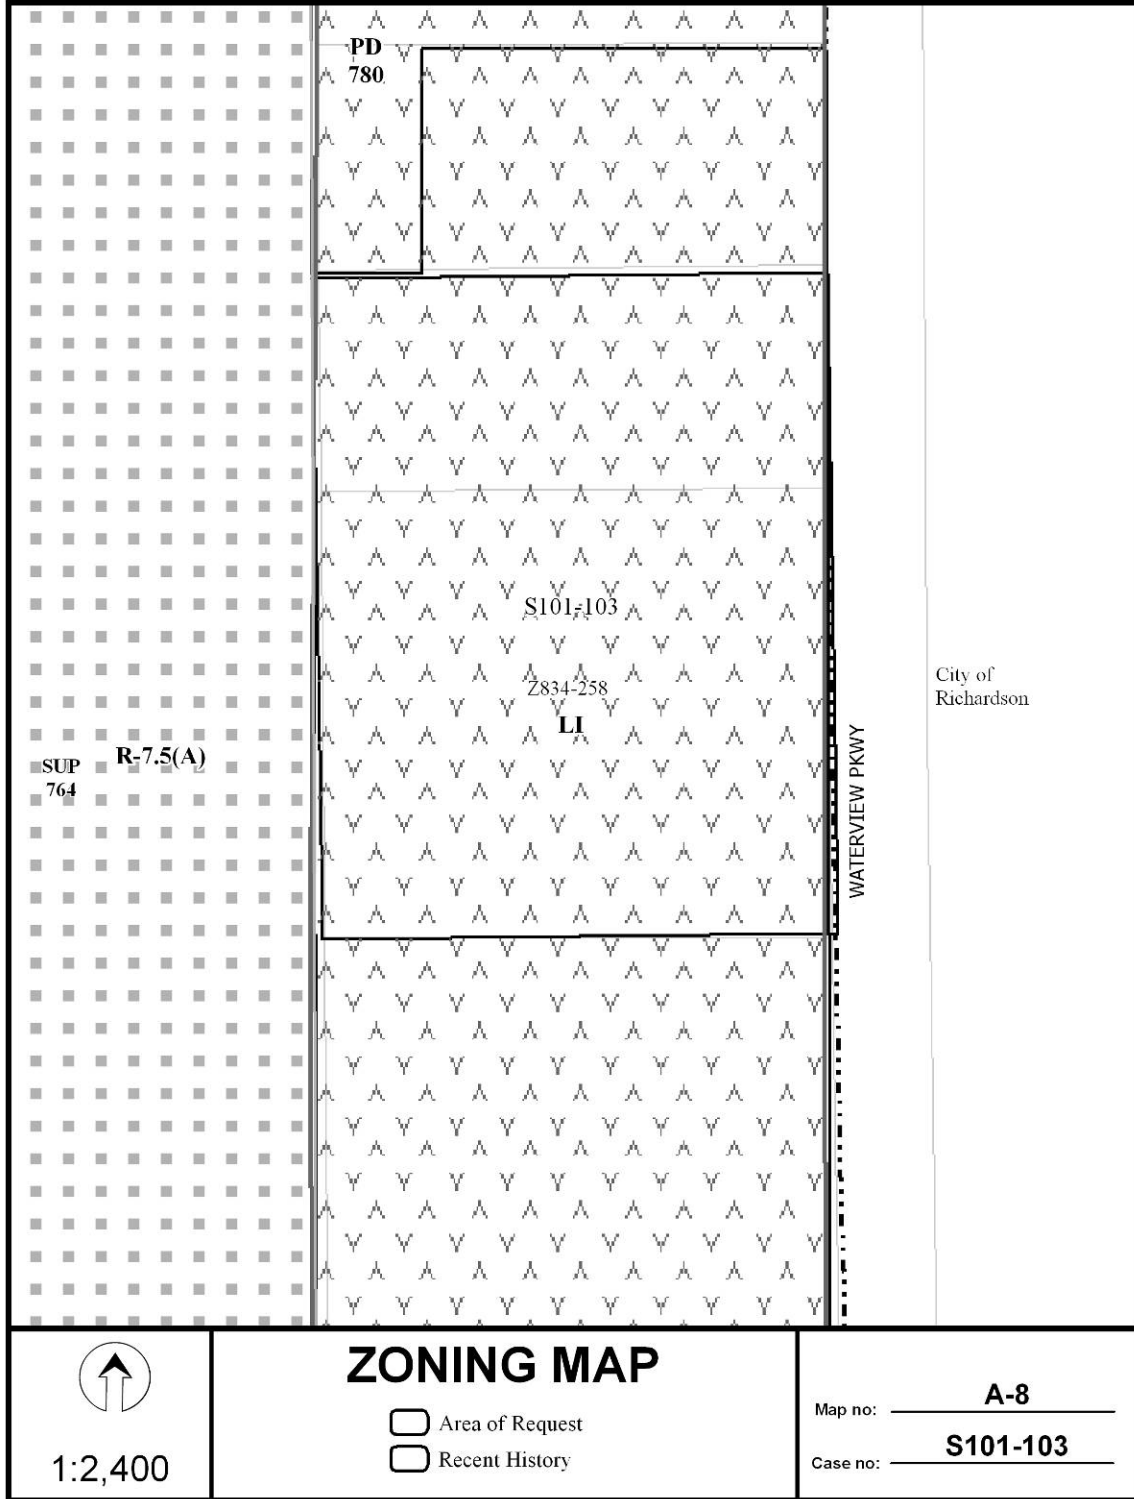 PD
780
S101-103
Z834-258
LI
City of
Richardson
WATERVIEW PKWY
R-7.5(A)
SUP
764
1:2,400
ZONING MAP
Area of Request
Recent History
Map no: A-8
Case no: S101-103